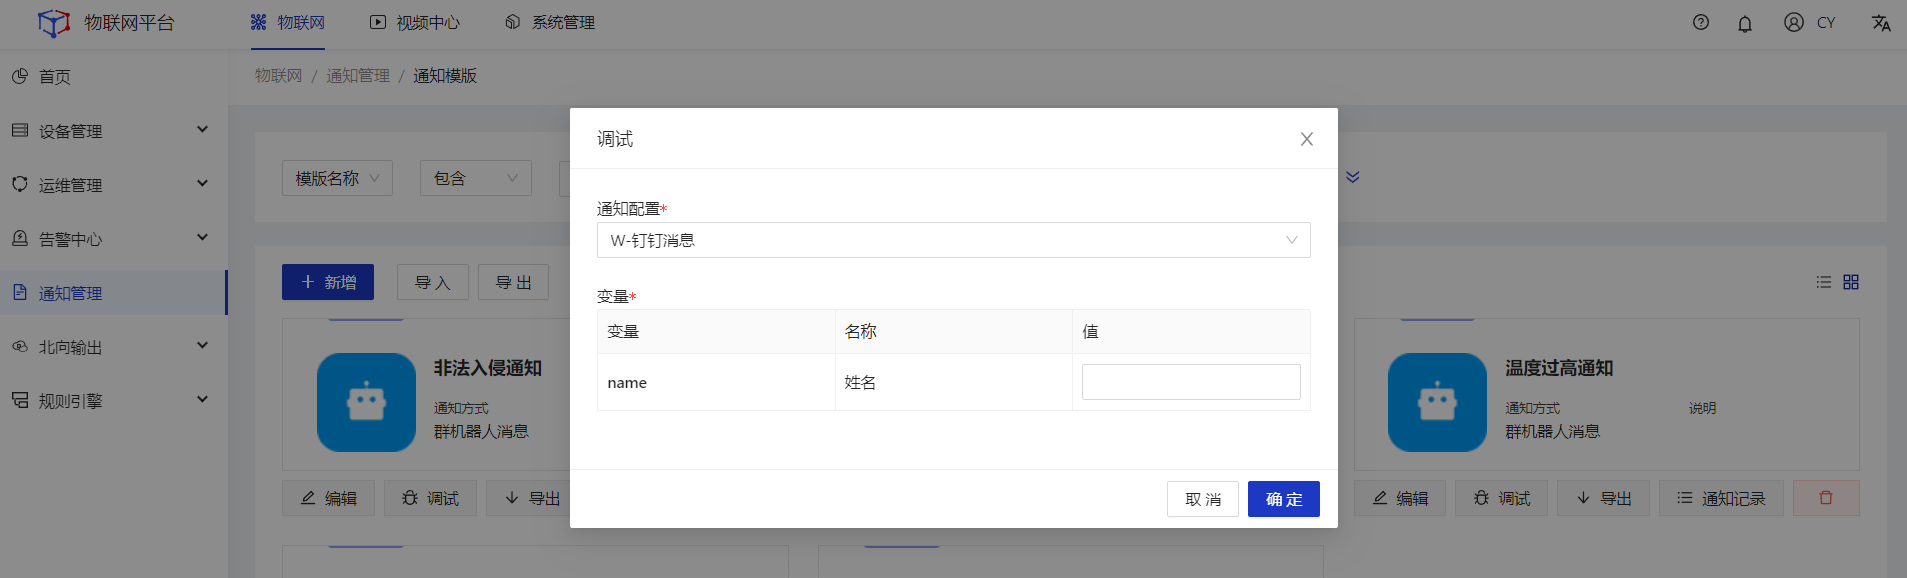 物联网平台
物联网
视频中心
系统管理
CY
首页
设备管理
运维管理
告警中心
通知管理
北向输出
规则引擎
物联网 / 通知管理 / 通知模版
模版名称
包含
新增
导入
导出
非法入侵通知
通知方式
群机器人消息
编辑
调试
导出
调试
通知配置*
W-钉钉消息
变量*
变量 名称 值
name 姓名
取消
确定
温度过高通知
通知方式 说明
群机器人消息
编辑
调试
导出
通知记录